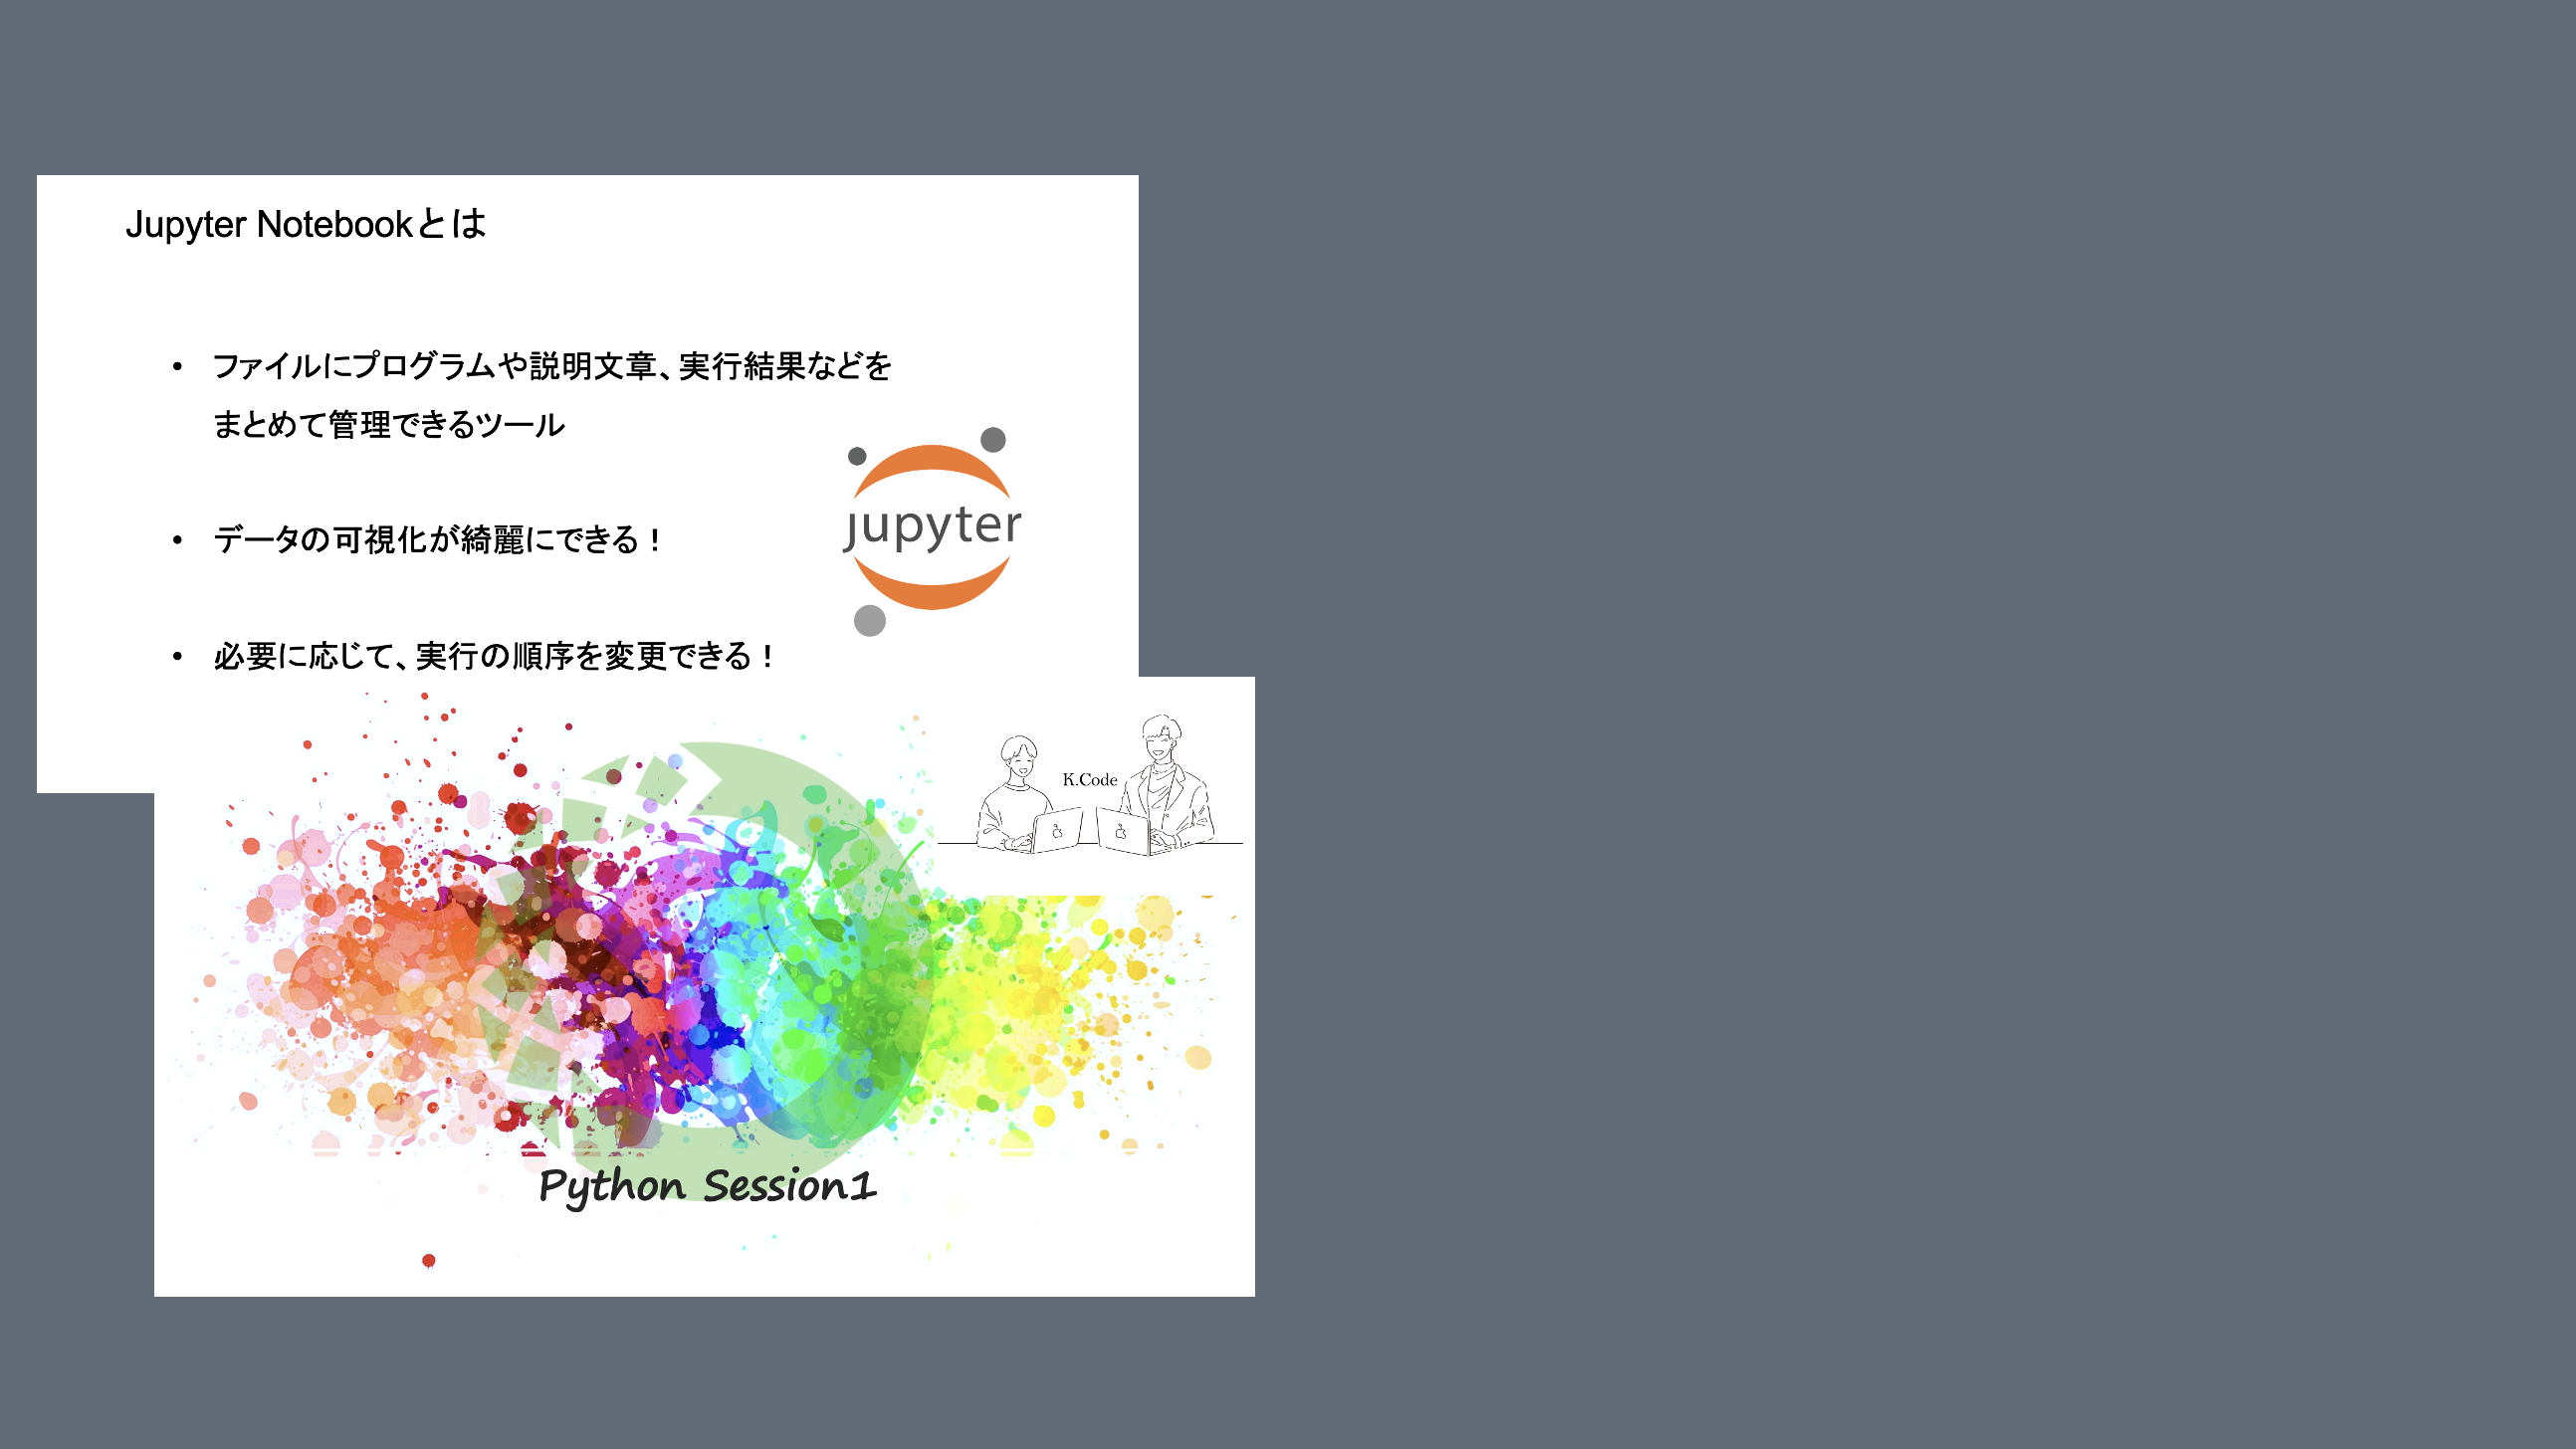 Jupyter Notebookとは
• ファイルにプログラムや説明文章、実行結果などを
まとめて管理できるツール
• データの可視化が綺麗にできる！
• 必要に応じて、実行の順序を変更できる！
jupyter
K.Code
Python Session1